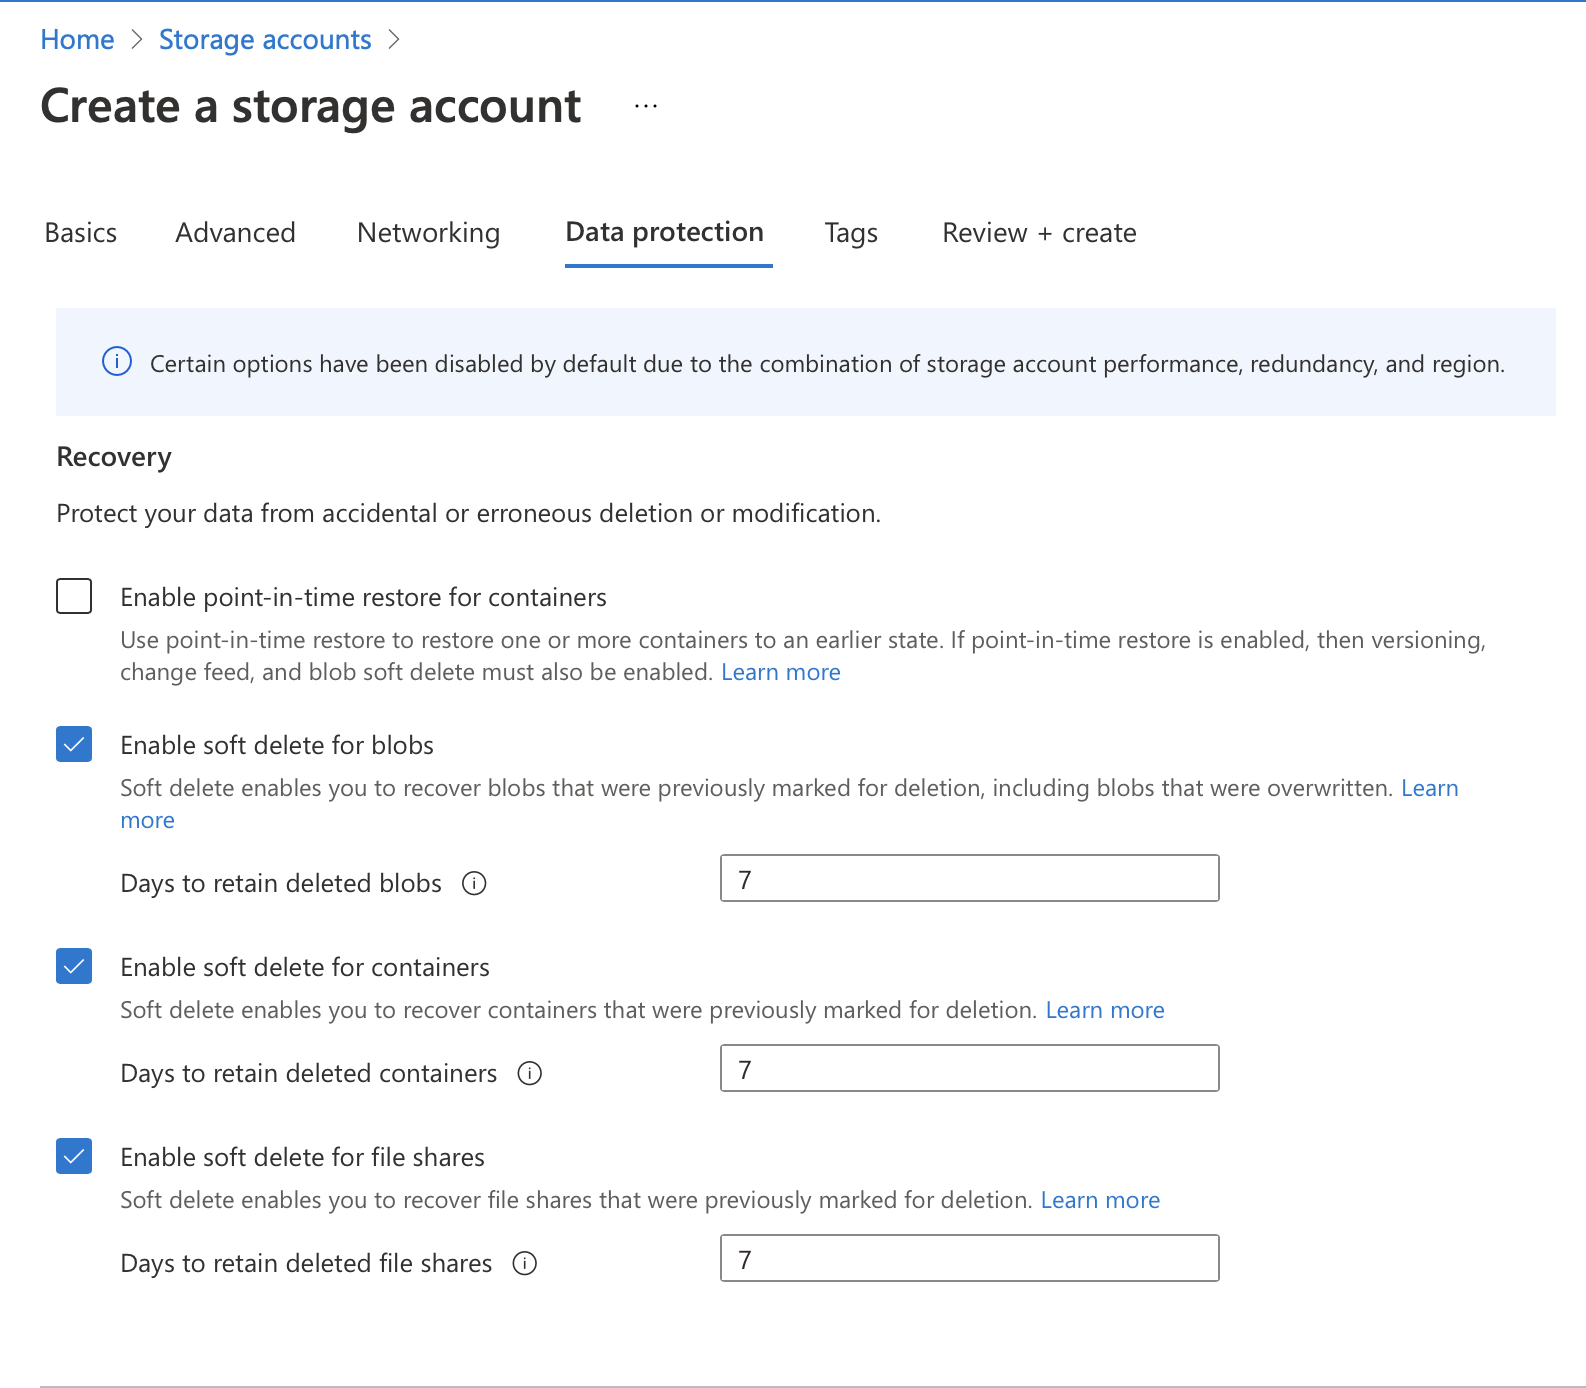 Home > Storage accounts >
Create a storage account ...
Basics Advanced Networking Data protection Tags Review + create
Certain options have been disabled by default due to the combination of storage account performance, redundancy, and region.
Recovery
Protect your data from accidental or erroneous deletion or modification.
Enable point-in-time restore for containers
Use point-in-time restore to restore one or more containers to an earlier state. If point-in-time restore is enabled, then versioning,
change feed, and blob soft delete must also be enabled. Learn more
Enable soft delete for blobs
Soft delete enables you to recover blobs that were previously marked for deletion, including blobs that were overwritten. Learn
more
Days to retain deleted blobs 7
Enable soft delete for containers
Soft delete enables you to recover containers that were previously marked for deletion. Learn more
Days to retain deleted containers 7
Enable soft delete for file shares
Soft delete enables you to recover file shares that were previously marked for deletion. Learn more
Days to retain deleted file shares 7